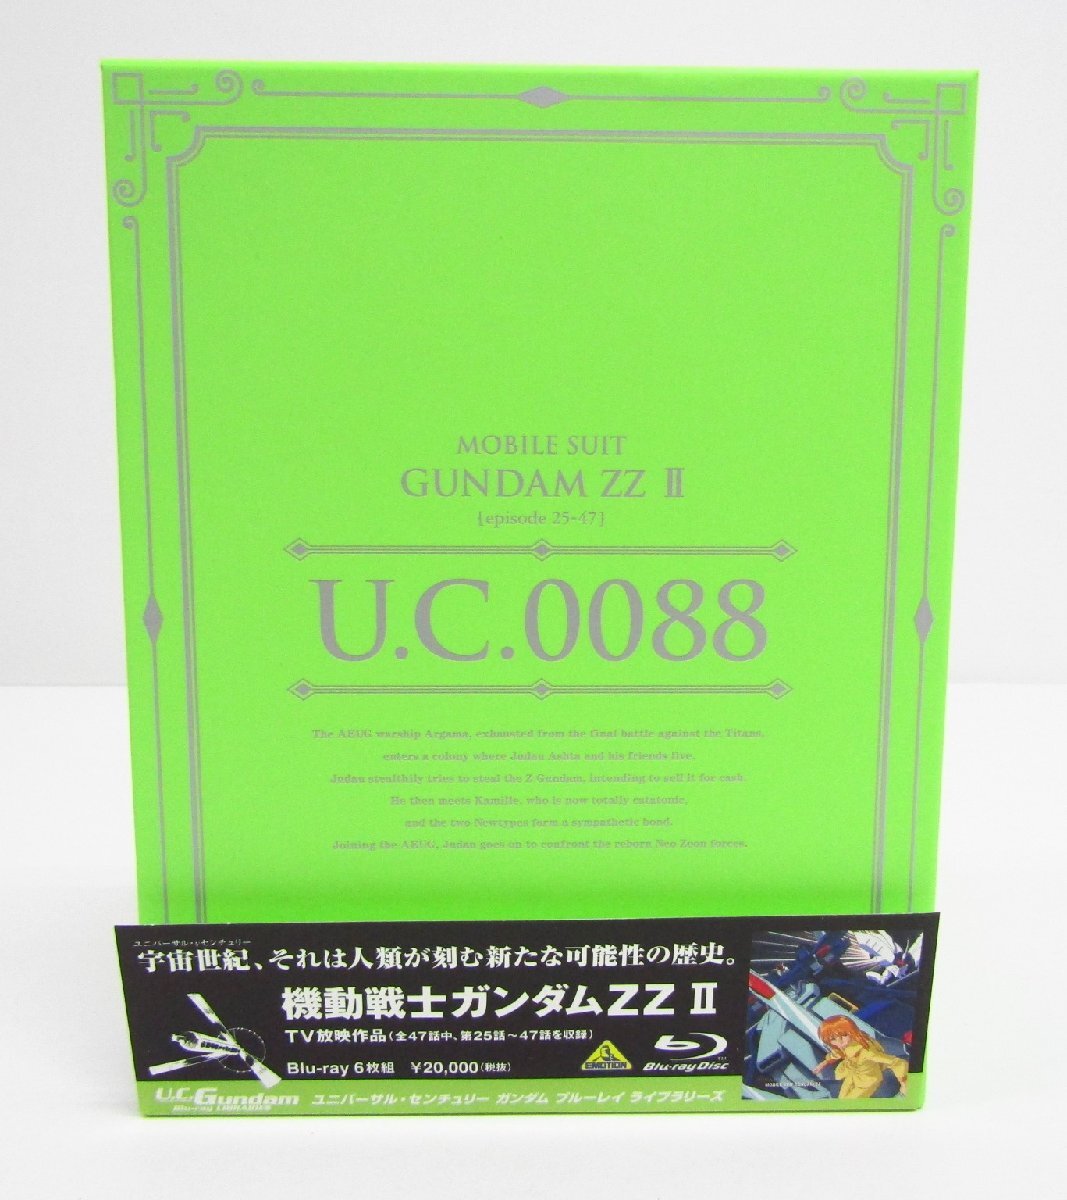 MOBILE SUIT
GUNDAM ZZ Ⅱ
[episode 25-47]
U.C.0088
The AEUG warship Argama, exhausted from the final battle against the Titans,
enters a colony where Judau Ashta and his friends live.
Judau stealthily tries to steal the Z Gundam, intending to sell it for cash.
He then meets Kamille, who is now totally catatonic,
and the two Newtypes form a sympathetic bond.
Joining the AEUG, Judau goes on to confront the reborn Neo Zeon forces.
ユニバーサル・センチュリー
宇宙世紀、それは人類が刻む新たな可能性の歴史。
機動戦士ガンダムZZ Ⅱ
TV放映作品(全47話中、第25話～47話を収録)
Blu-ray 6枚組 ¥20,000(税抜)
EMOTION
Blu-ray Disc
MOBILE SUIT GUNDAM ZZ
U.C.Gundam
Blu-ray LIBRARIES
ユニバーサル・センチュリー ガンダム ブルーレイ ライブラリーズ